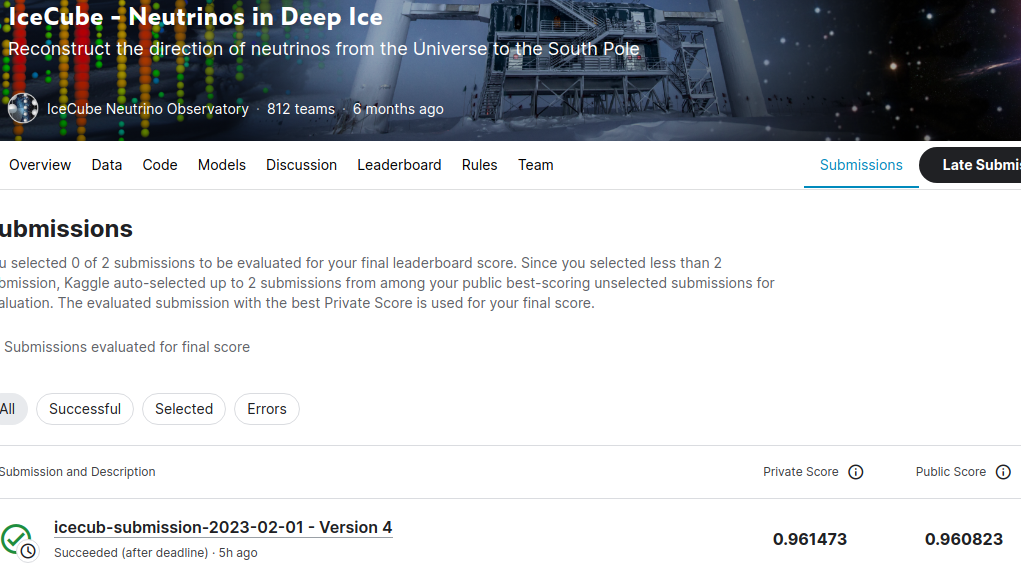 IceCube - Neutrinos in Deep Ice
Reconstruct the direction of neutrinos from the Universe to the South Pole
IceCube Neutrino Observatory · 812 teams · 6 months ago
Overview Data Code Models Discussion Leaderboard Rules Team Submissions Late Submis
ubmissions
u selected 0 of 2 submissions to be evaluated for your final leaderboard score. Since you selected less than 2
bmission, Kaggle auto-selected up to 2 submissions from among your public best-scoring unselected submissions for
aluation. The evaluated submission with the best Private Score is used for your final score.
Submissions evaluated for final score
All Successful Selected Errors
Submission and Description Private Score Public Score
icecub-submission-2023-02-01 - Version 4
Succeeded (after deadline) · 5h ago
0.961473 0.960823